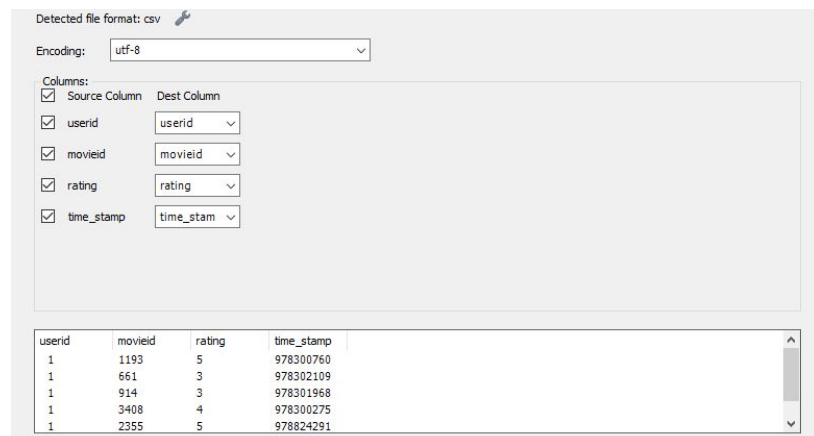 Detected file format: csv
Encoding: utf-8
Columns:
Source Column Dest Column
userid userid
movieid movieid
rating rating
time_stamp time_stam
userid movieid rating time_stamp
1 1193 5 978300760
1 661 3 978302109
1 914 3 978301968
1 3408 4 978300275
1 2355 5 978824291